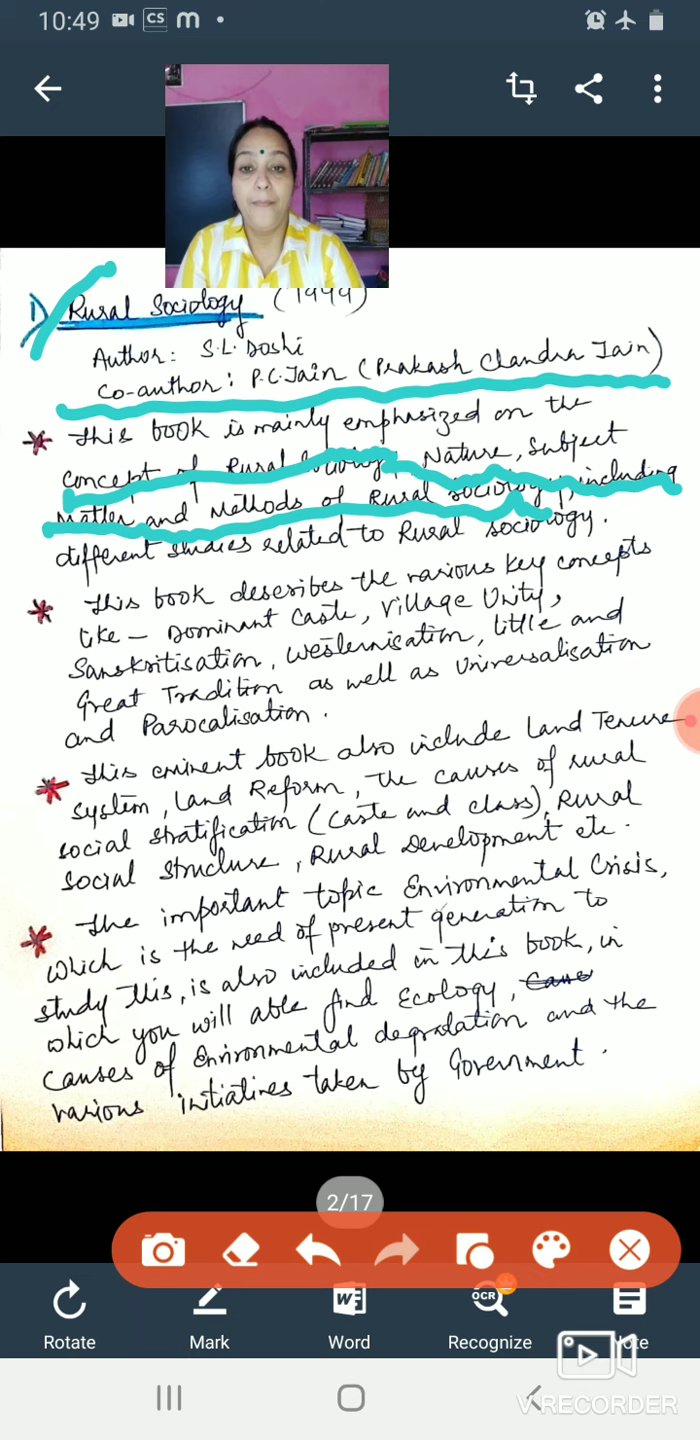 10:49 CS m
1) Rural Sociology (1999)
Author: S.L. Doshi
Co-author: P.C. Jain (Prakash Chandra Jain)
* This book is mainly emphasized on the
concept of Rural Sociology, Nature, Subject
Matter and Methods of Rural Sociology, including
different studies related to Rural Sociology.
* This book describes the various key concepts
like - Dominant Caste, Village Unity,
Sanskritisation, Westernisation, little and
Great Tradition as well as Universalisation
and Parocalisation.
* This eminent book also include Land Tenure
System, Land Reform, The causes of rural
social stratification (Caste and class), Rural
Social Structure, Rural Development etc.
* The important topic Environmental Crisis,
Which is the need of present generation to
study this, is also included in this book, in
which you will able find Ecology,
causes of Environmental degradation and the
various initiatives taken by Government.
2/17
W OCR
Rotate Mark Word Recognize Note
V RECORDER